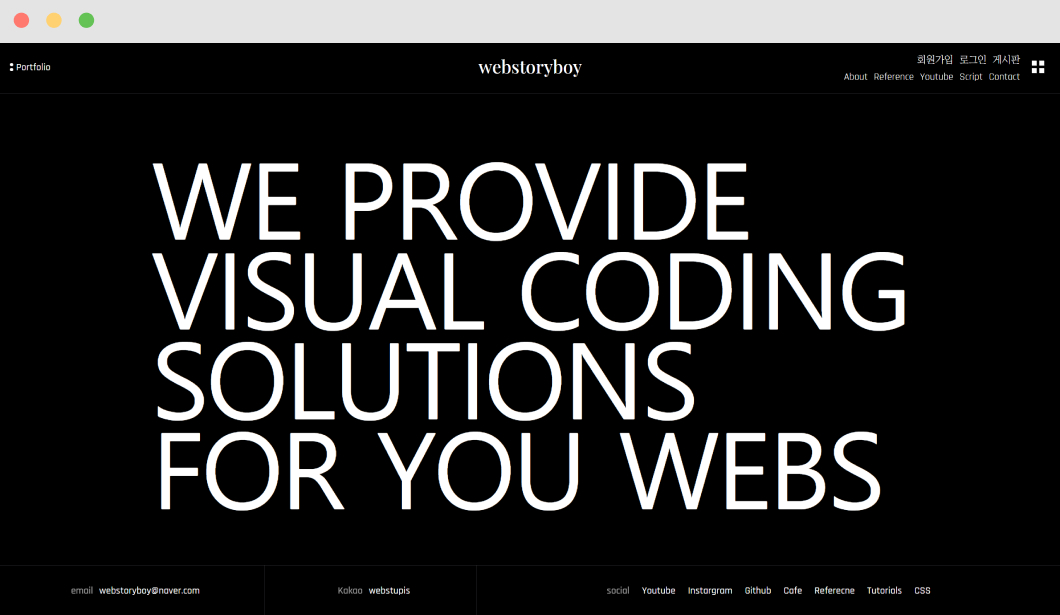 Portfolio
webstoryboy
회원가입 로그인 게시판
About Reference Youtube Script Contact
WE PROVIDE
VISUAL CODING
SOLUTIONS
FOR YOU WEBS
email webstoryboy@naver.com
Kakao webstupis
social Youtube Instargram Github Cafe Referecne Tutorials CSS